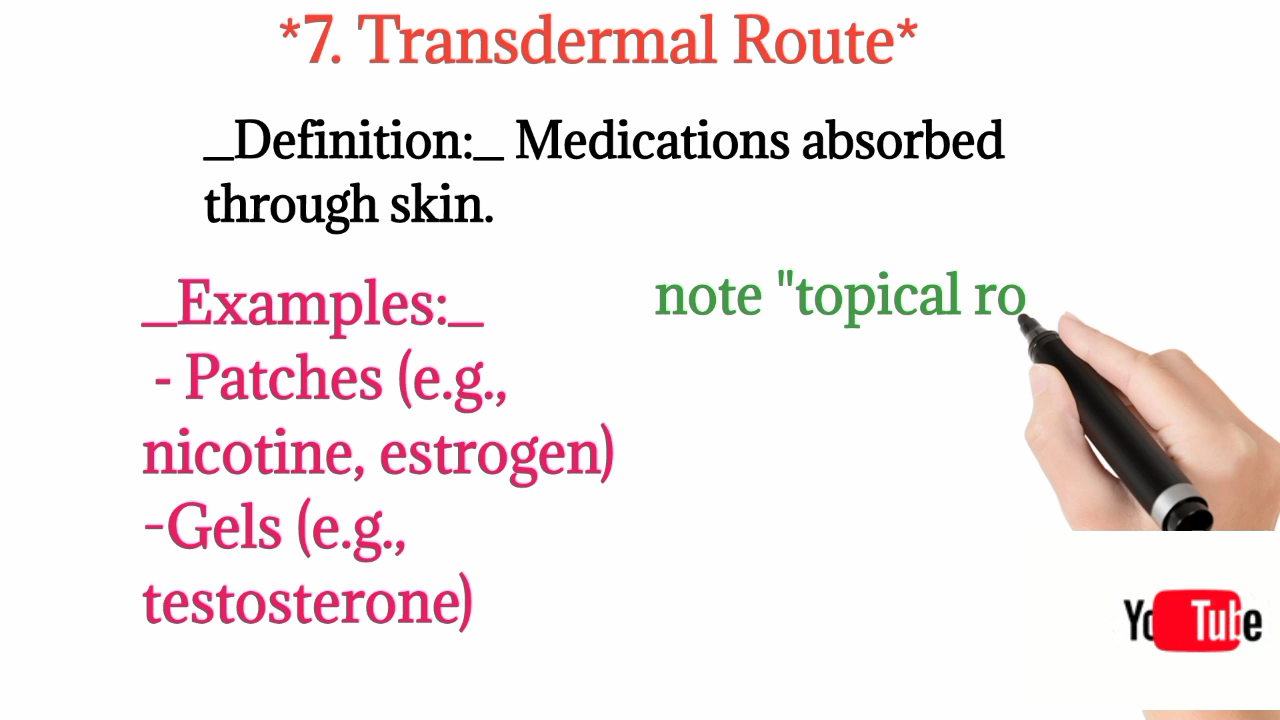 *7. Transdermal Route*
_Definition:_ Medications absorbed
through skin.
_Examples:_
- Patches (e.g.,
nicotine, estrogen)
-Gels (e.g.,
testosterone)
note "topical ro
YouTube